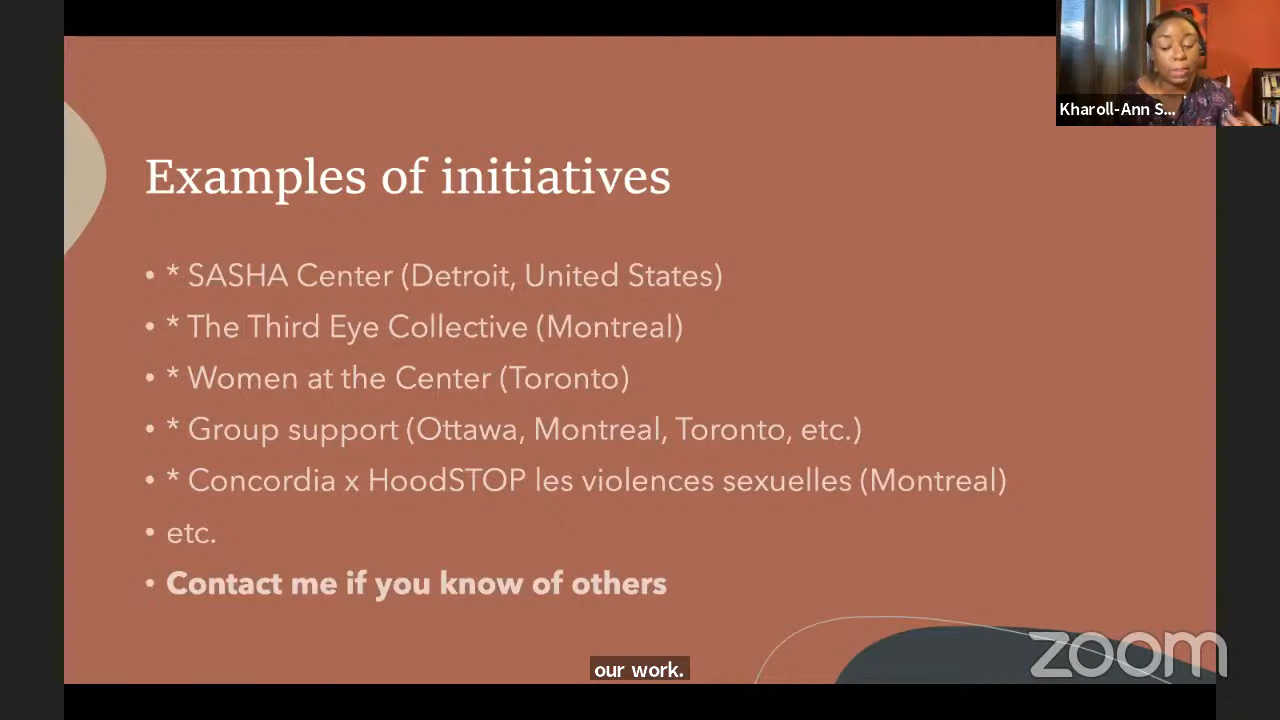 Kharoll-Ann S...
Examples of initiatives
• * SASHA Center (Detroit, United States)
• * The Third Eye Collective (Montreal)
• * Women at the Center (Toronto)
• * Group support (Ottawa, Montreal, Toronto, etc.)
• * Concordia x HoodSTOP les violences sexuelles (Montreal)
• etc.
• Contact me if you know of others
our work.
zoom